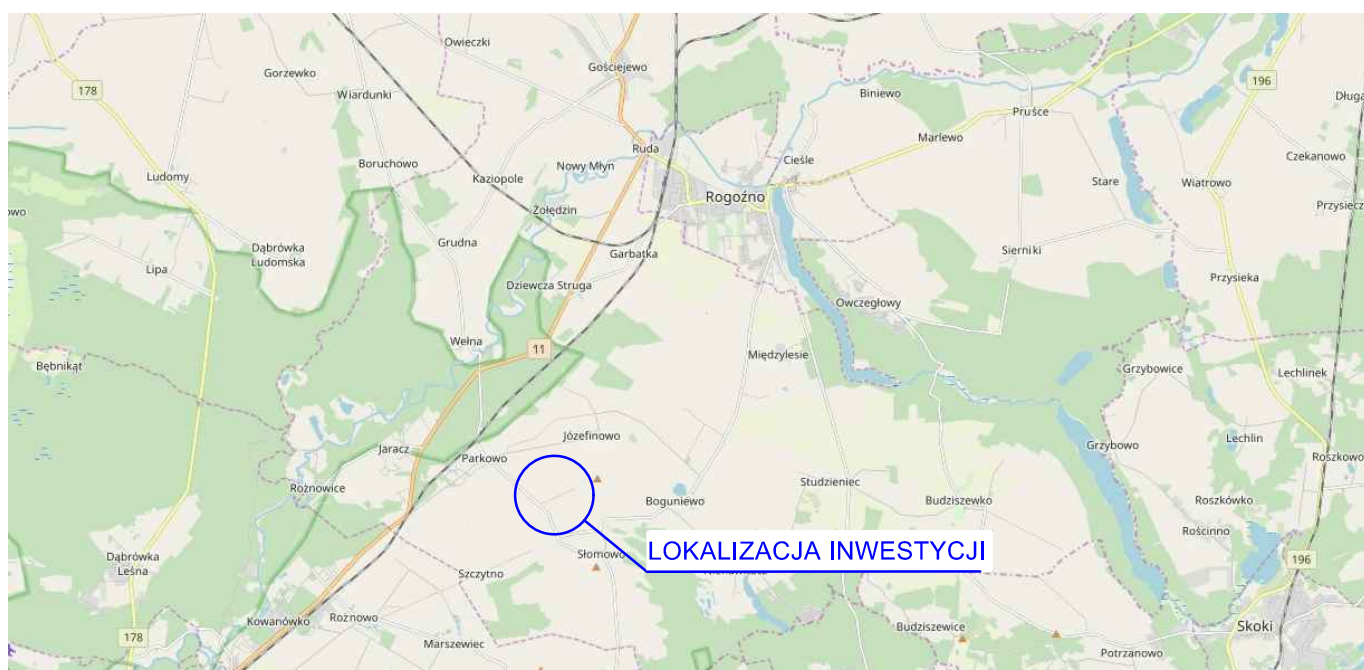 Owieczki
Gościejewo
Gorzewko
178
Wiardunki
Biniewo
196
Długa
Prusce
Marlewo
Ruda
Cieśle
Czekanowo
Boruchowo
Nowy Młyn
Ludomy
Kaziopole
Rogoźno
Stare
Wiatrowo
Przysiecz
owo
Żołędzin
Dąbrówka
Ludomska
Grudna
Garbatka
Sierniki
Lipa
Dziewcza Struga
Przysieka
Owczegłowy
Wełna
11
Międzylesie
Bębnikąt
Grzybowice
Lechlinek
Józefinowo
Jaracz
Parkowo
Grzybowo
Lechlin
Roszkowo
Rożnowice
Boguniewo
Studzieniec
Budziszewko
Roszkówko
Rościnno
LOKALIZACJA INWESTYCJI
Słomowo
Dąbrówka
Leśna
Szczytno
196
Kowanówko
Rożnowo
178
Marszewiec
Budziszewice
Skoki
Potrzanowo